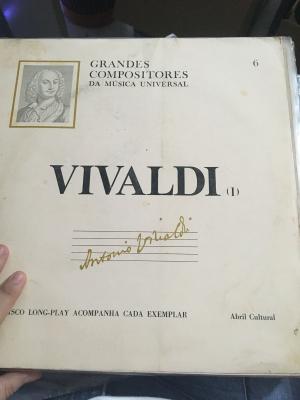 GRANDES
COMPOSITORES
DA MÚSICA UNIVERSAL
6
VIVALDI (I)
Antonio Vivaldi
ISCO LONG-PLAY ACOMPANHA CADA EXEMPLAR
Abril Cultural